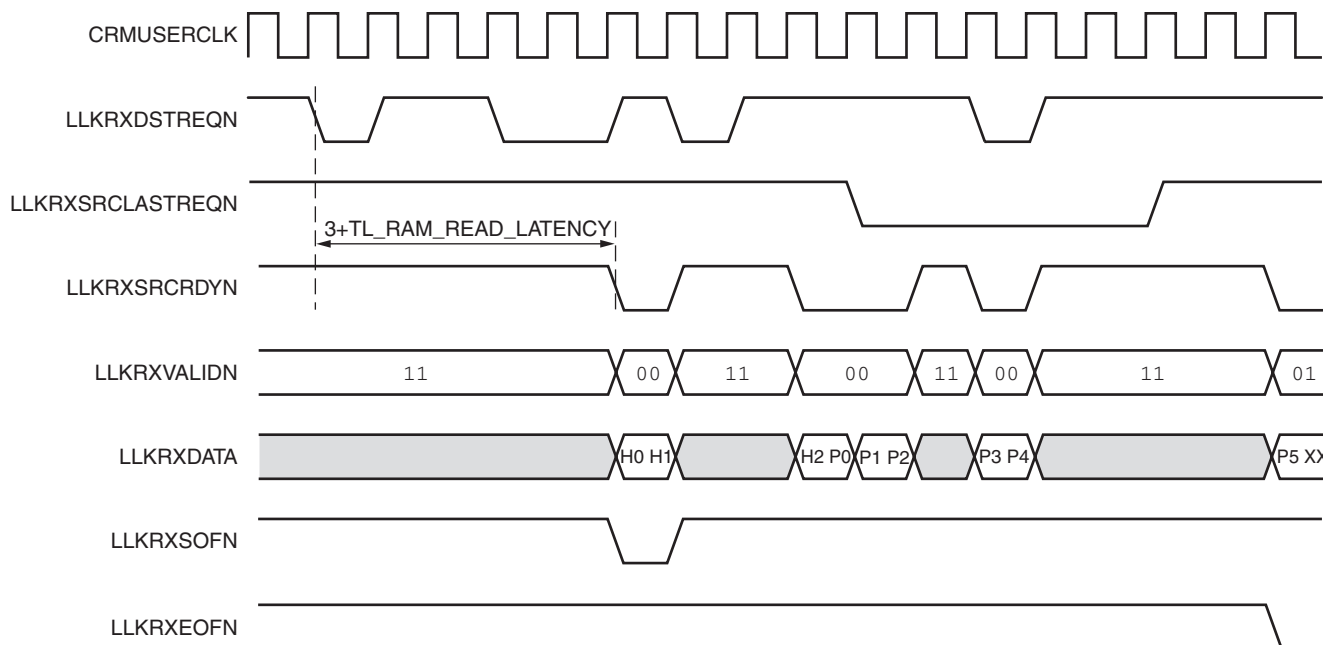 CRMUSERCLK
LLKRXDSTREQN
LLKRXSRCLASTREQN
3+TL_RAM_READ_LATENCY
LLKRXSRCRDYN
LLKRXVALIDN 11 00 11 00 11 00 11 01
LLKRXDATA H0 H1 H2 P0 P1 P2 P3 P4 P5 XX
LLKRXSOFN
LLKRXEOFN